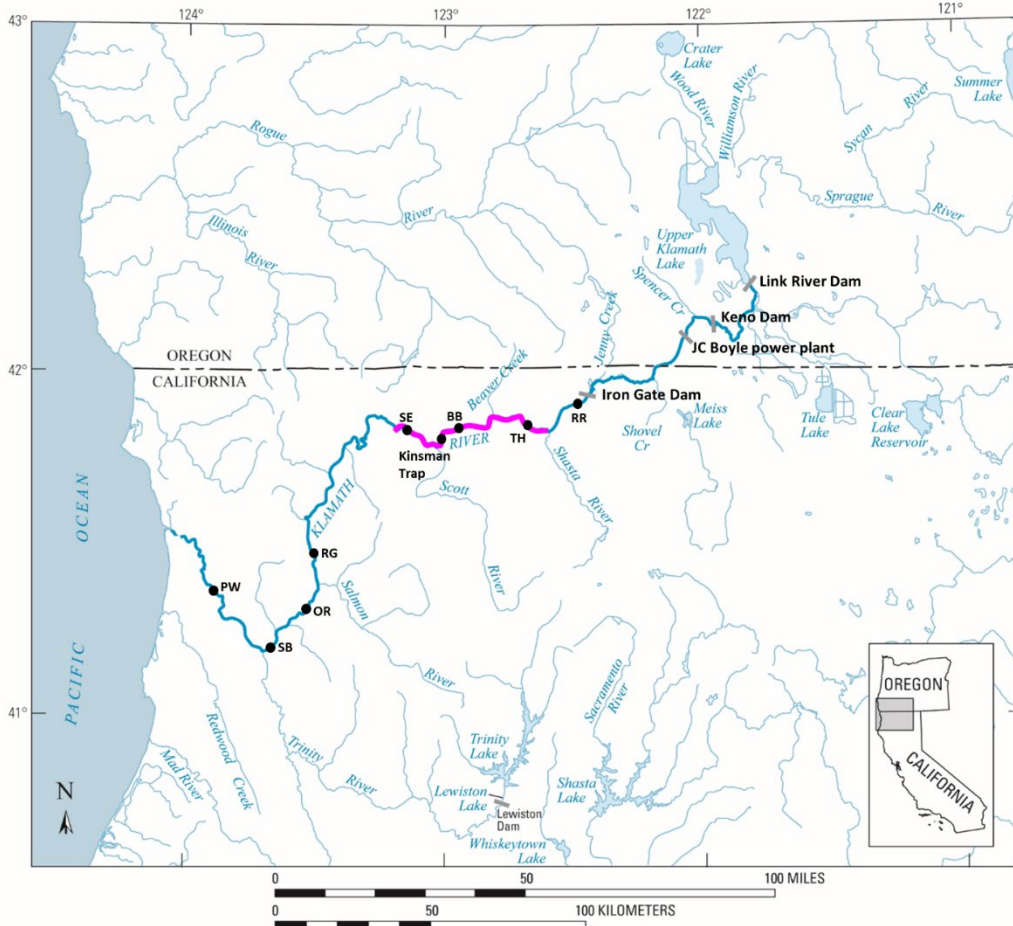 43°
124°
123°
122°
121°
Crater
Lake
Wood River
Williamson River
Sycan
River
Summer
Lake
Rogue
River
Sprague
River
Illinois
River
Upper
Klamath
Lake
Spencer Cr
Link River Dam
Keno Dam
JC Boyle power plant
Jenny Creek
OREGON
42°
CALIFORNIA
Beaver Creek
Iron Gate Dam
SE
BB
RIVER
TH
RR
Kinsman
Trap
Shovel
Cr
Meiss
Lake
Tule
Lake
Clear
Lake
Reservoir
Scott
River
Shasta
River
KLAMATH
PACIFIC OCEAN
RG
PW
OR
SB
Salmon
River
41°
Redwood Creek
Mad River
Trinity
River
Sacramento
River
Trinity
Lake
Lewiston
Lake
Lewiston
Dam
Shasta
Lake
Whiskeytown
Lake
N
OREGON
CALIFORNIA
0 50 100 MILES
0 50 100 KILOMETERS